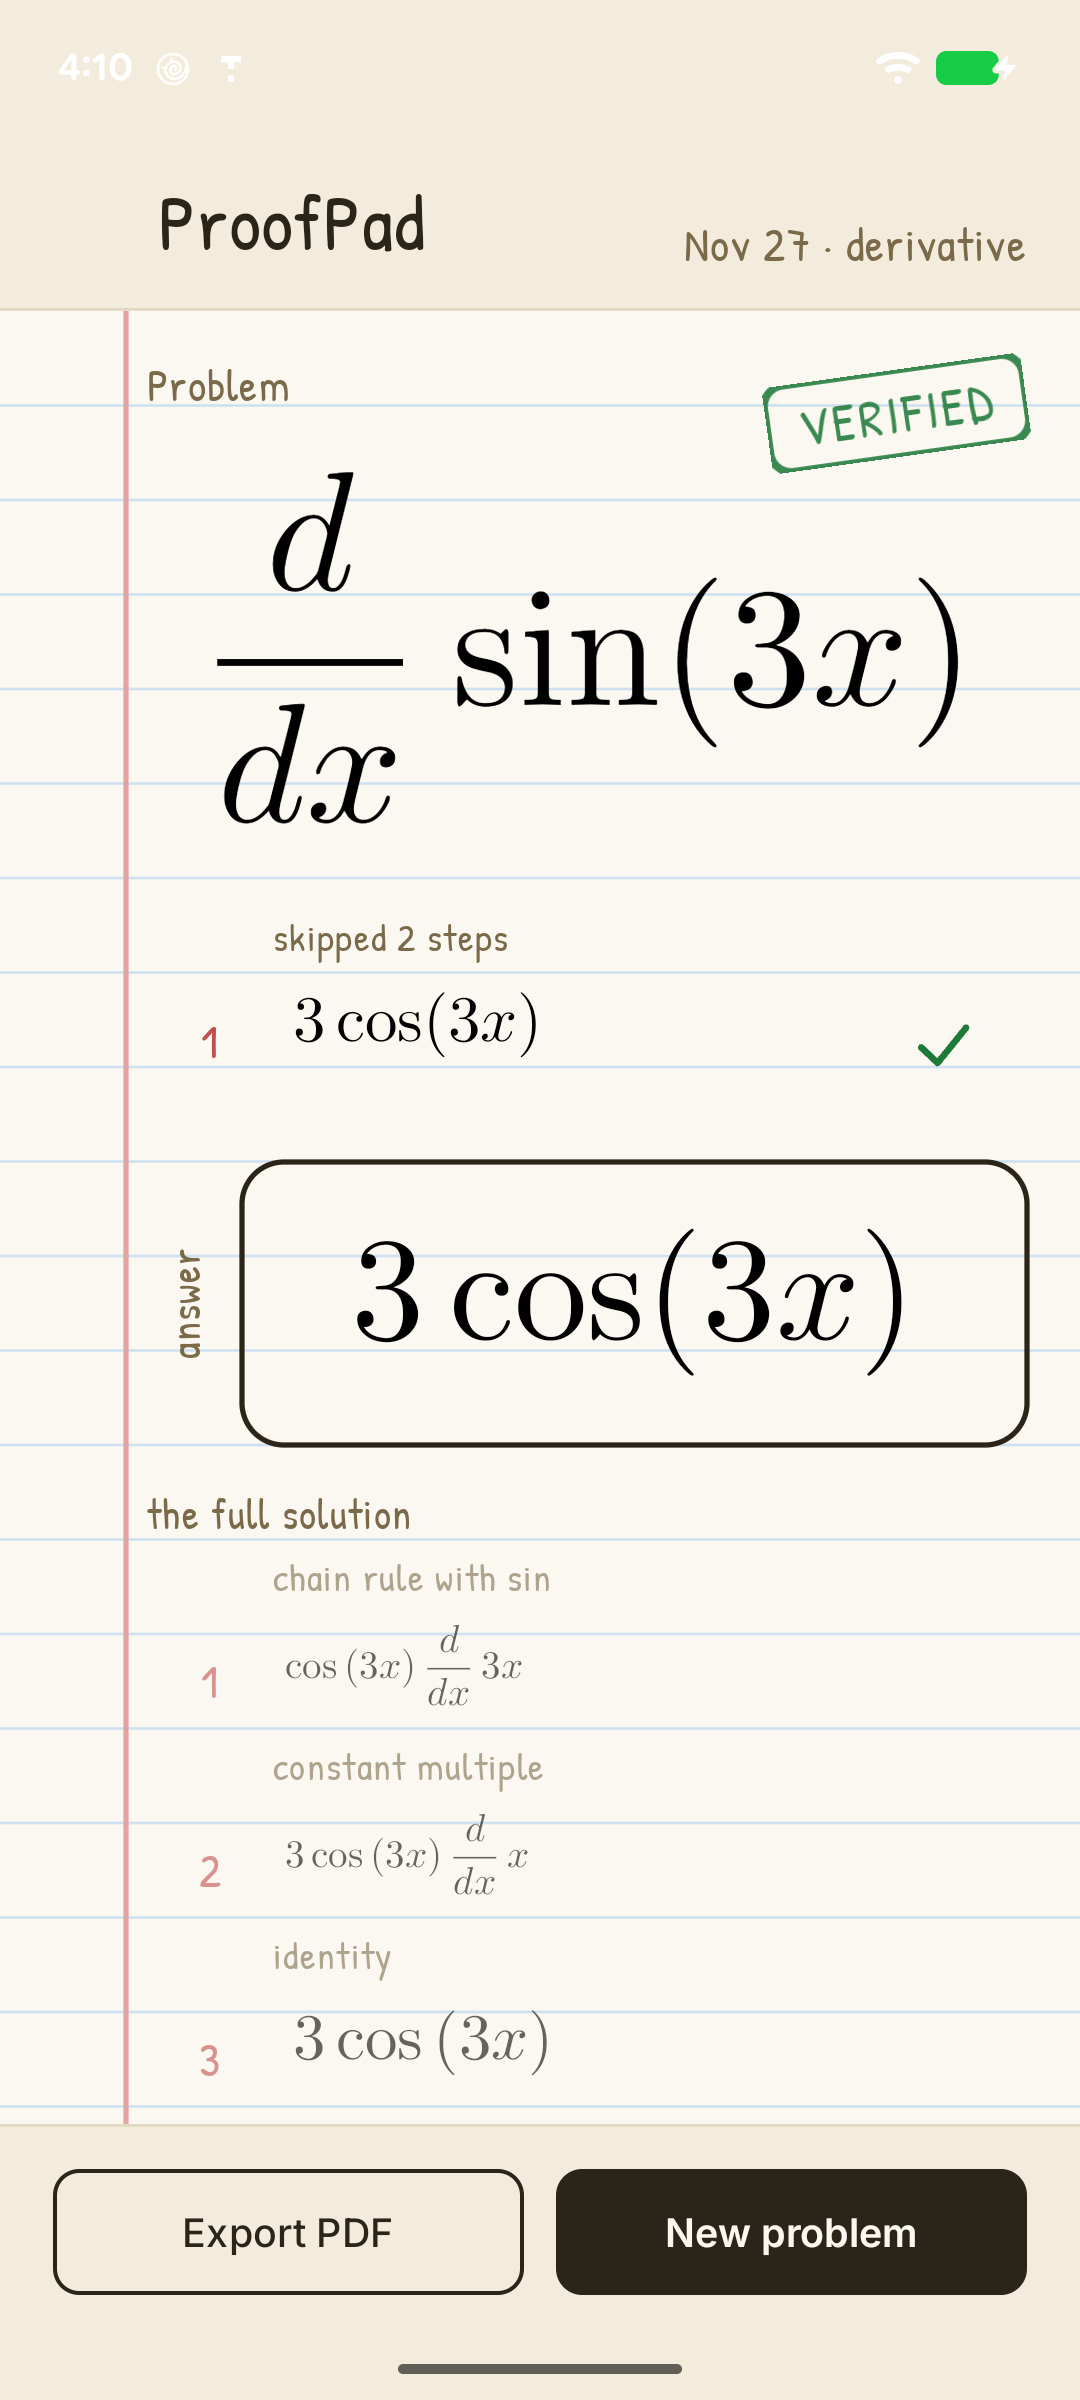 4:10
ProofPad
Nov 27 · derivative
Problem
VERIFIED
d/dx sin(3x)
skipped 2 steps
1 3 cos(3x)
answer
3 cos(3x)
the full solution
chain rule with sin
1 cos (3x) d/dx 3x
constant multiple
2 3 cos (3x) d/dx x
identity
3 3 cos (3x)
Export PDF
New problem